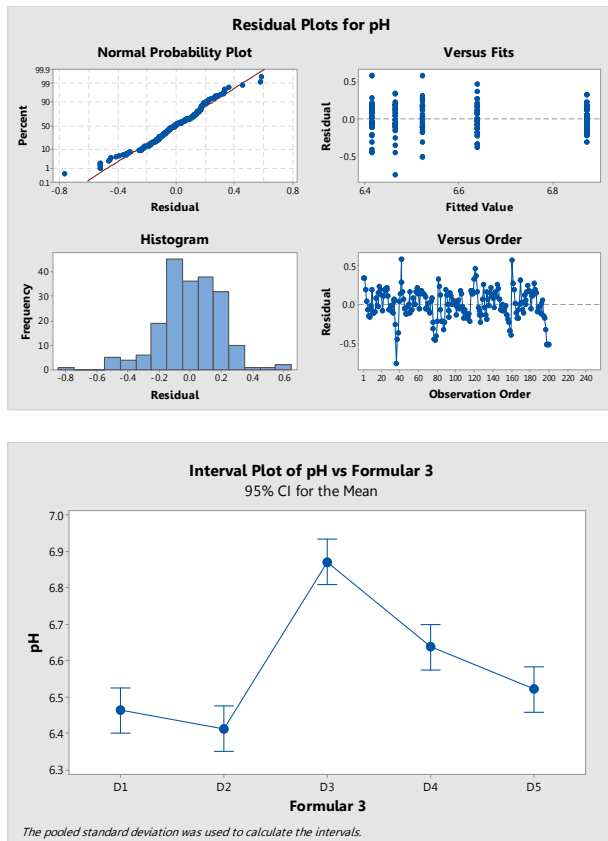 Residual Plots for pH
Normal Probability Plot
99.9
99
90
50
10
1
0.1
Percent
-0.8 -0.4 0.0 0.4 0.8
Residual
Versus Fits
0.5
0.0
-0.5
Residual
6.4 6.6 6.8
Fitted Value
Histogram
40
30
20
10
0
Frequency
-0.8 -0.6 -0.4 -0.2 0.0 0.2 0.4 0.6
Residual
Versus Order
0.5
0.0
-0.5
Residual
1 20 40 60 80 100 120 140 160 180 200 220 240
Observation Order
Interval Plot of pH vs Formular 3
95% CI for the Mean
7.0
6.9
6.8
6.7
6.6
6.5
6.4
6.3
pH
D1 D2 D3 D4 D5
Formular 3
The pooled standard deviation was used to calculate the intervals.